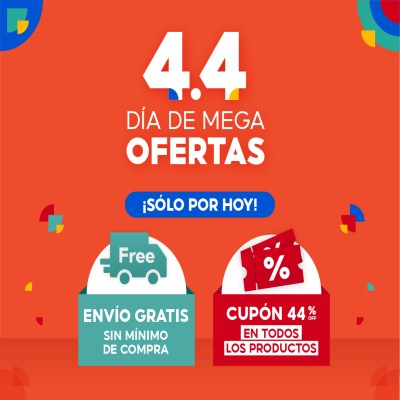 4.4
DÍA DE MEGA
OFERTAS
¡SÓLO POR HOY!
Free
ENVÍO GRATIS
SIN MÍNIMO
DE COMPRA
%
CUPÓN 44% OFF
EN TODOS
LOS PRODUCTOS